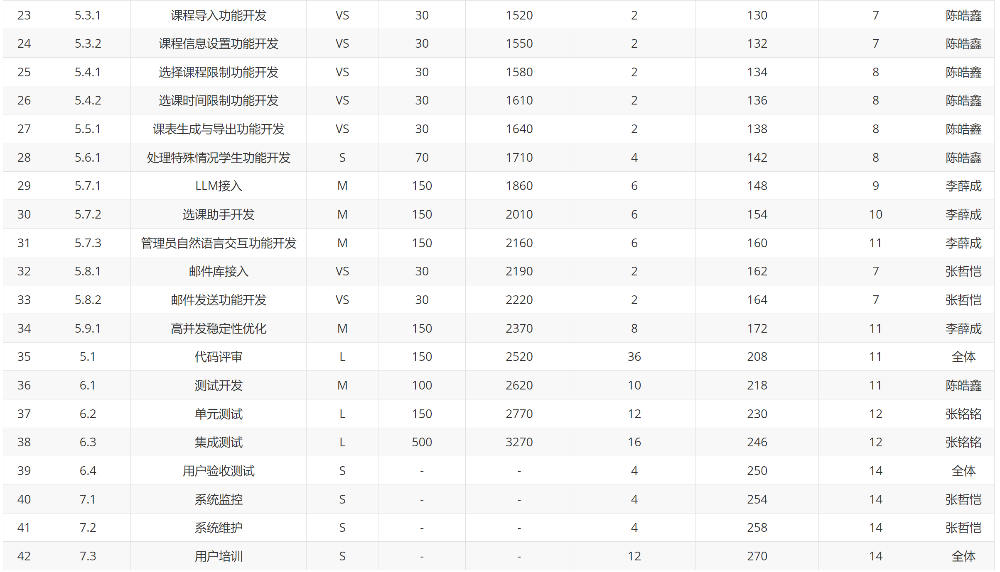 23 5.3.1 课程导入功能开发 VS 30 1520 2 130 7 陈皓鑫
24 5.3.2 课程信息设置功能开发 VS 30 1550 2 132 7 陈皓鑫
25 5.4.1 选择课程限制功能开发 VS 30 1580 2 134 8 陈皓鑫
26 5.4.2 选课时间限制功能开发 VS 30 1610 2 136 8 陈皓鑫
27 5.5.1 课表生成与导出功能开发 VS 30 1640 2 138 8 陈皓鑫
28 5.6.1 处理特殊情况学生功能开发 S 70 1710 4 142 8 陈皓鑫
29 5.7.1 LLM接入 M 150 1860 6 148 9 李薛成
30 5.7.2 选课助手开发 M 150 2010 6 154 10 李薛成
31 5.7.3 管理员自然语言交互功能开发 M 150 2160 6 160 11 李薛成
32 5.8.1 邮件库接入 VS 30 2190 2 162 7 张哲恺
33 5.8.2 邮件发送功能开发 VS 30 2220 2 164 7 张哲恺
34 5.9.1 高并发稳定性优化 M 150 2370 8 172 11 李薛成
35 5.1 代码评审 L 150 2520 36 208 11 全体
36 6.1 测试开发 M 100 2620 10 218 11 陈皓鑫
37 6.2 单元测试 L 150 2770 12 230 12 张铭铭
38 6.3 集成测试 L 500 3270 16 246 12 张铭铭
39 6.4 用户验收测试 S - - 4 250 14 全体
40 7.1 系统监控 S - - 4 254 14 张哲恺
41 7.2 系统维护 S - - 4 258 14 张哲恺
42 7.3 用户培训 S - - 12 270 14 全体